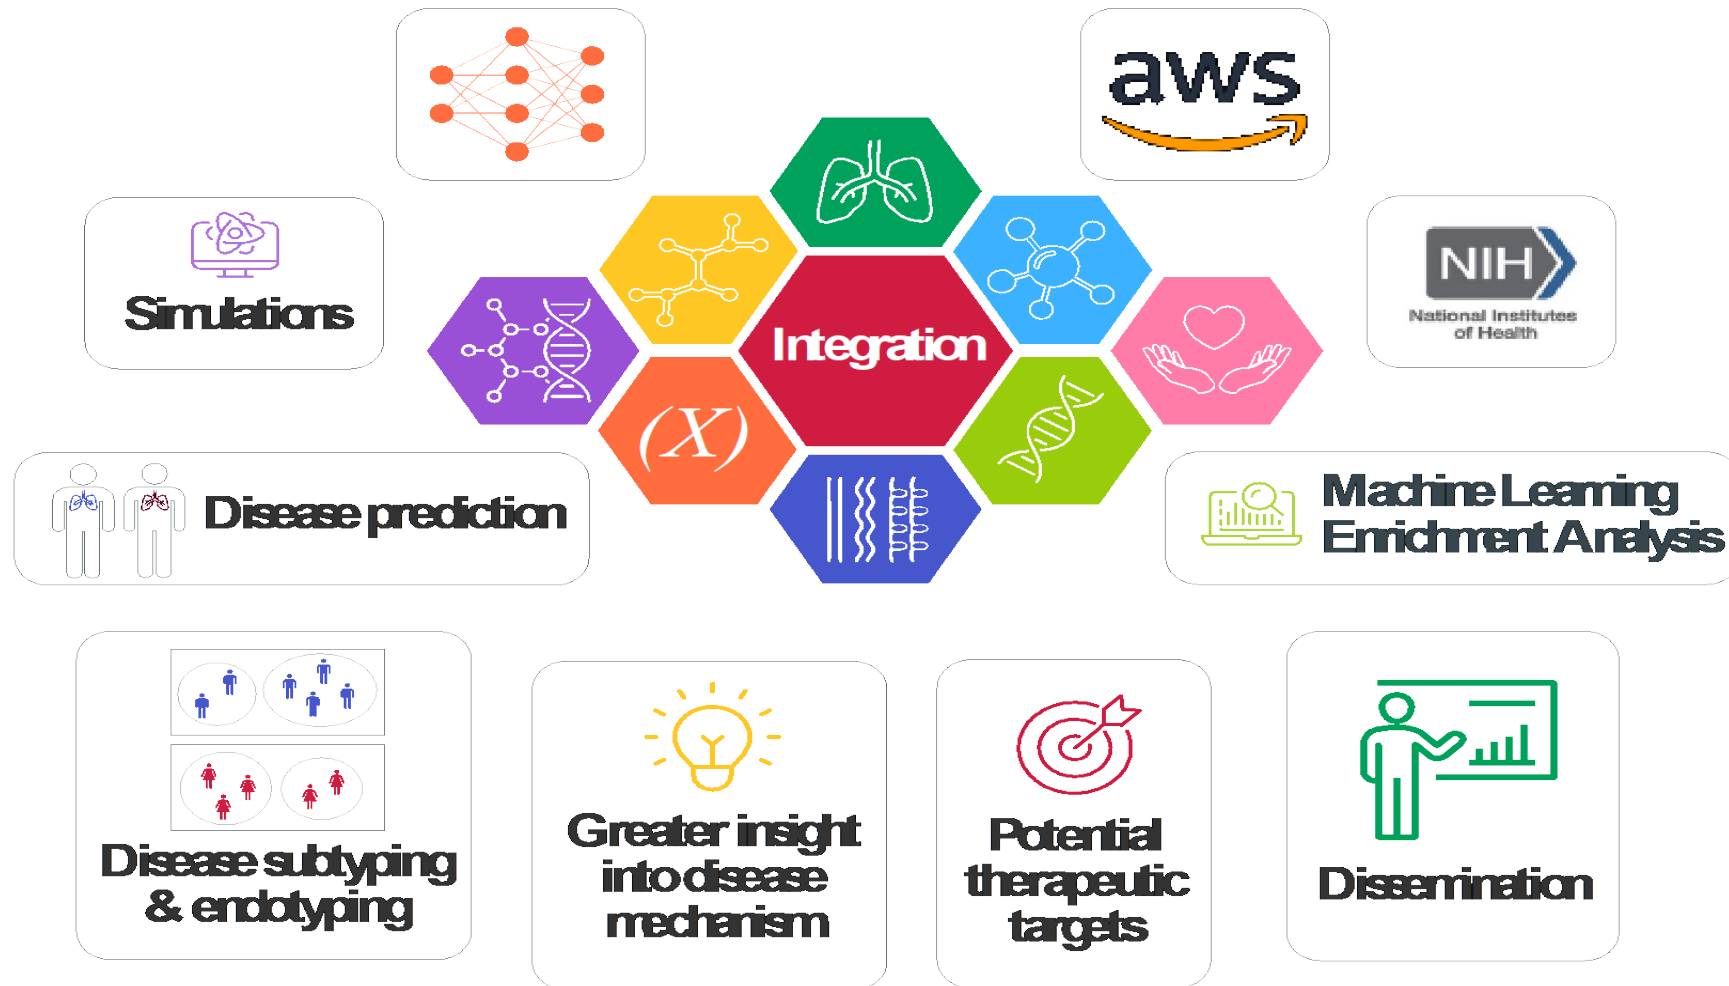 aws
NIH
National Institutes
of Health
Simulations
Integration
(X)
Disease prediction
Machine Learning
Enrichment Analysis
Disease subtyping
& endotyping
Greater insight
into disease
mechanism
Potential
therapeutic
targets
Dissemination